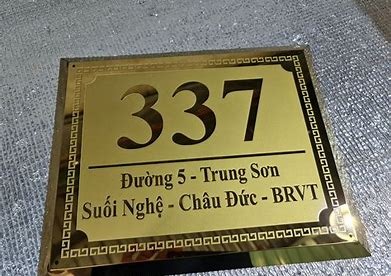 337
Đường 5 - Trung Sơn
Suối Nghệ - Châu Đức - BRVT